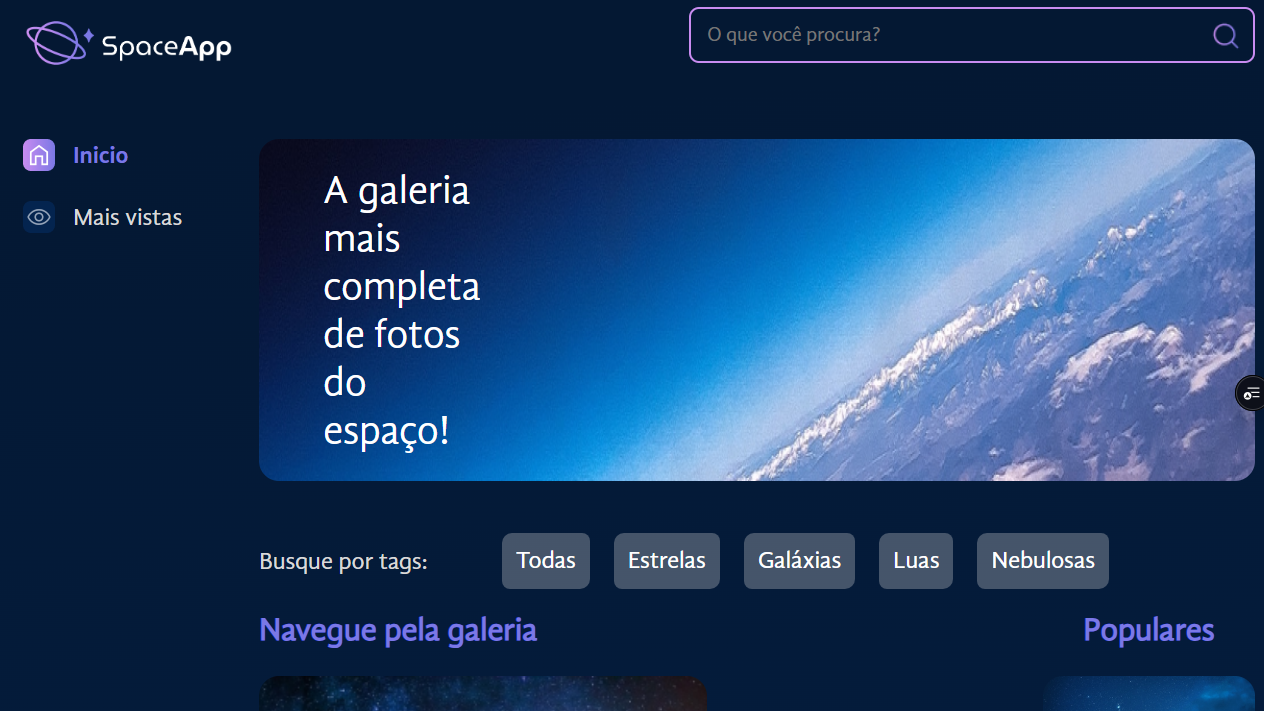 SpaceApp
O que você procura?
Inicio
Mais vistas
A galeria
mais
completa
de fotos
do
espaço!
Busque por tags:
Todas
Estrelas
Galáxias
Luas
Nebulosas
Navegue pela galeria
Populares